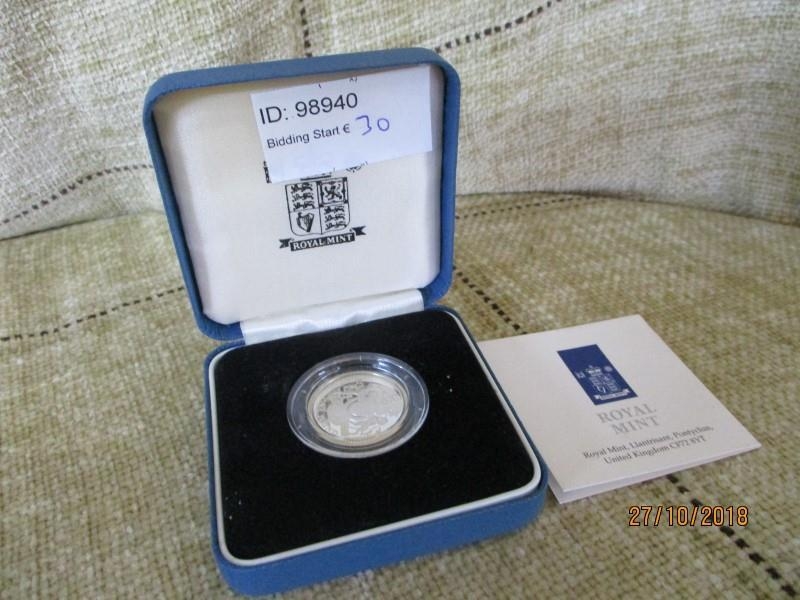 ID: 98940
Bidding Start € 30
ROYAL MINT
ROYAL
MINT
Royal Mint, Llantrisant, Pontyclun,
United Kingdom CF72 8YT
27/10/2018